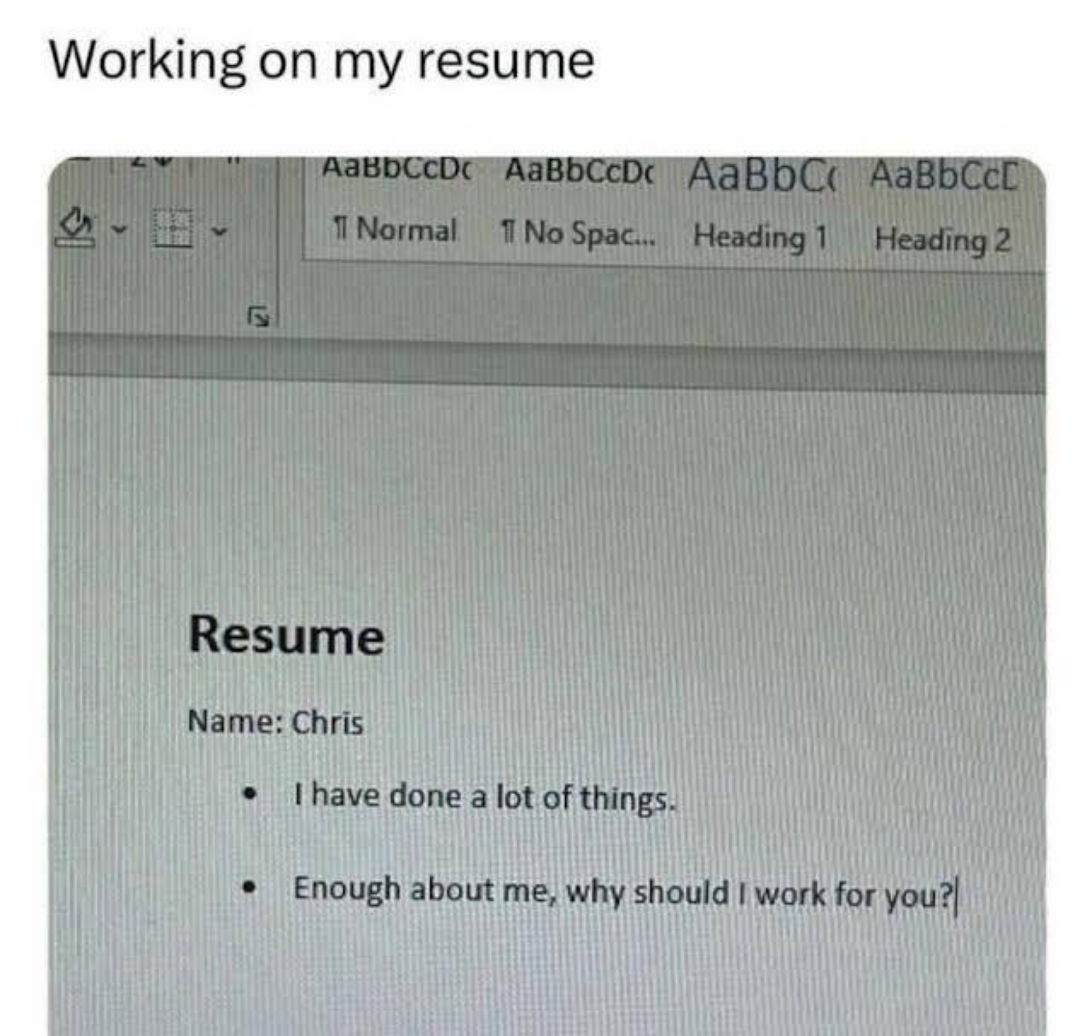 Working on my resume
AaBbCcDc AaBbCcDc AaBbC AaBbCcD
¶ Normal ¶ No Spac... Heading 1 Heading 2
Resume
Name: Chris
• I have done a lot of things.
• Enough about me, why should I work for you?